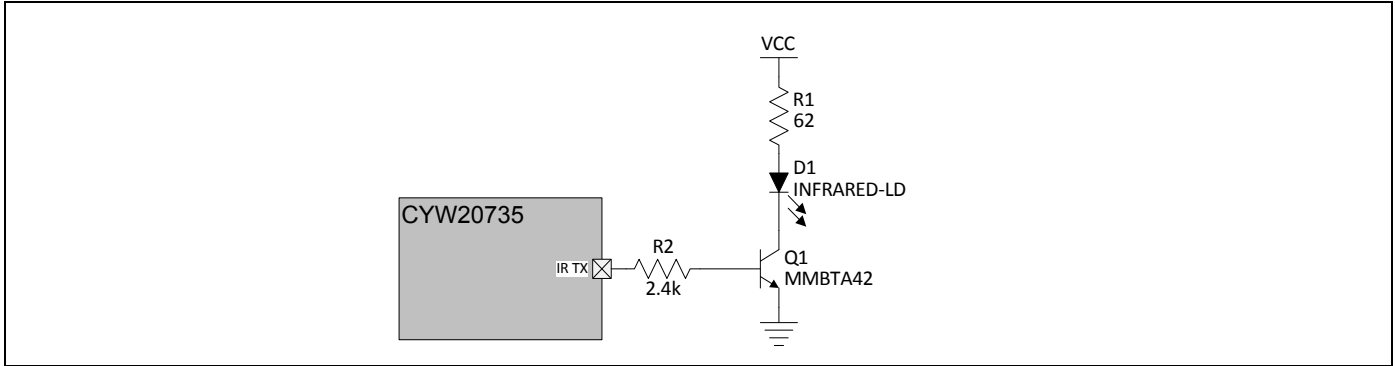 VCC
R1
62
D1
INFRARED-LD
CYW20735
IR TX
R2
2.4k
Q1
MMBTA42